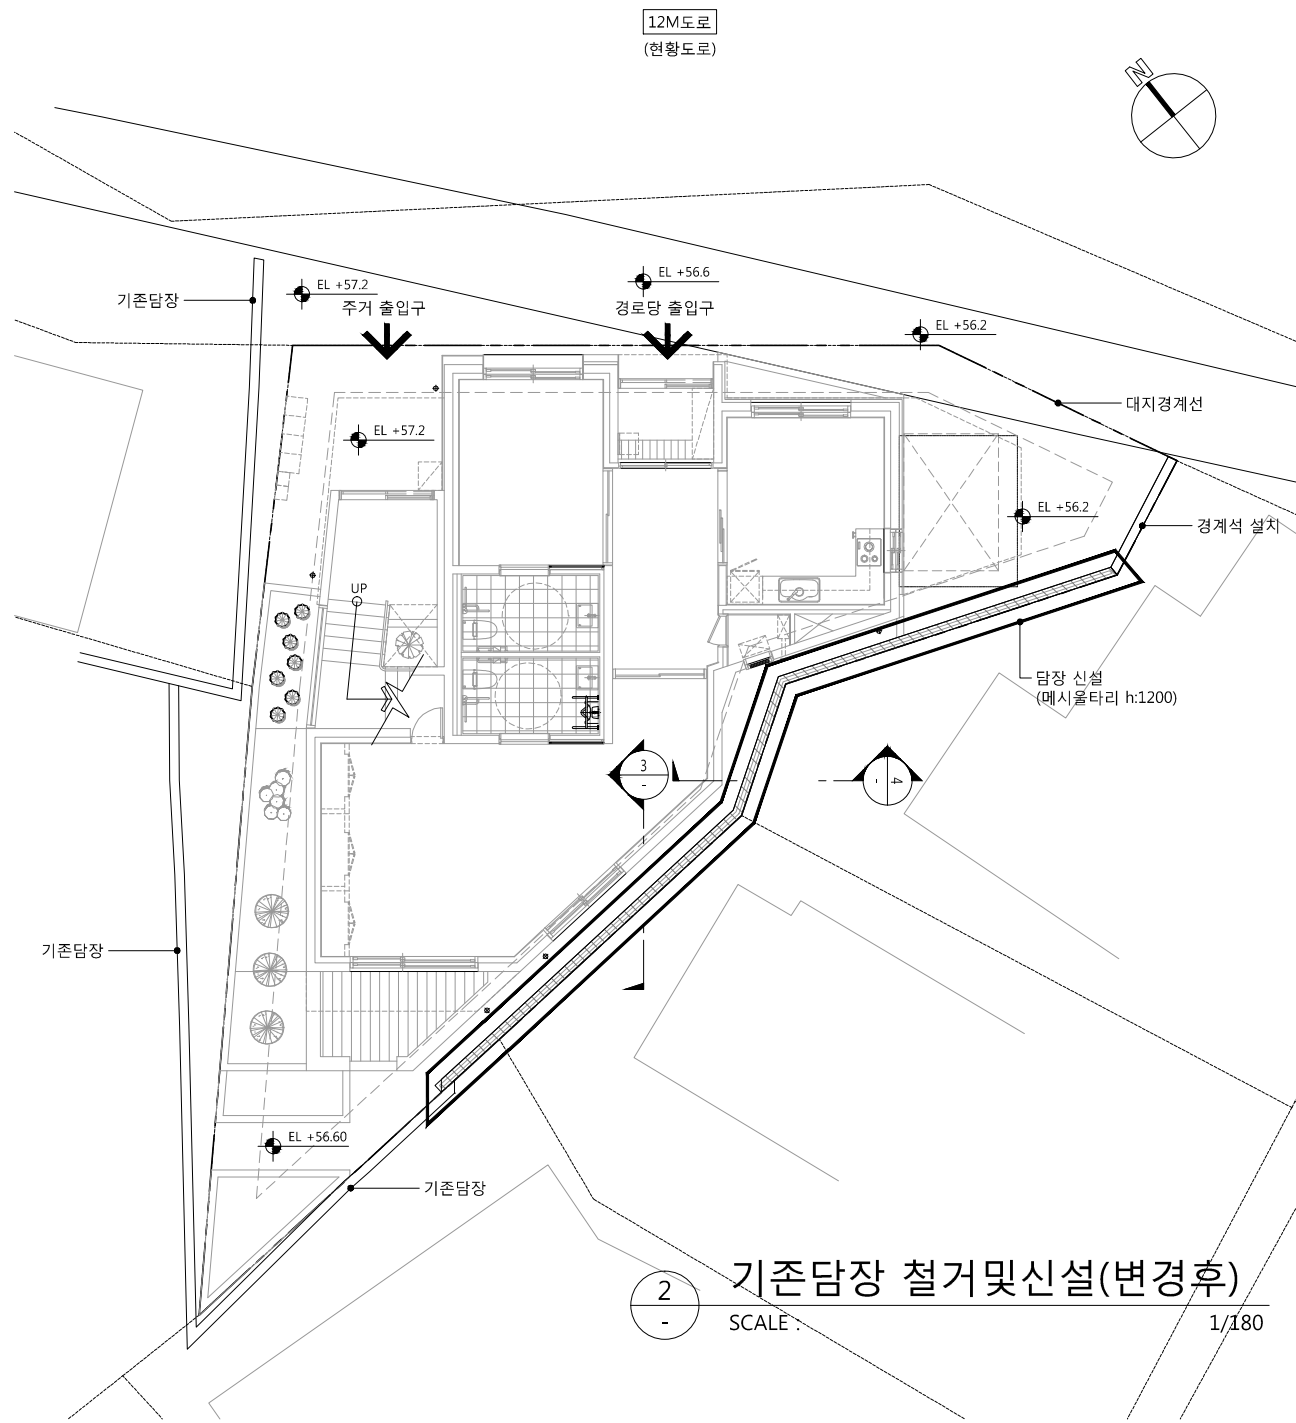 12M도로
(현황도로)
N
EL +57.2
EL +56.6
기존담장
주거 출입구
경로당 출입구
EL +56.2
대지경계선
EL +57.2
EL +56.2
경계석 설치
UP
담장 신설
(메시울타리 h:1200)
3
-
4
-
기존담장
EL +56.60
기존담장
2
-
기존담장 철거및신설(변경후)
SCALE :
1/180